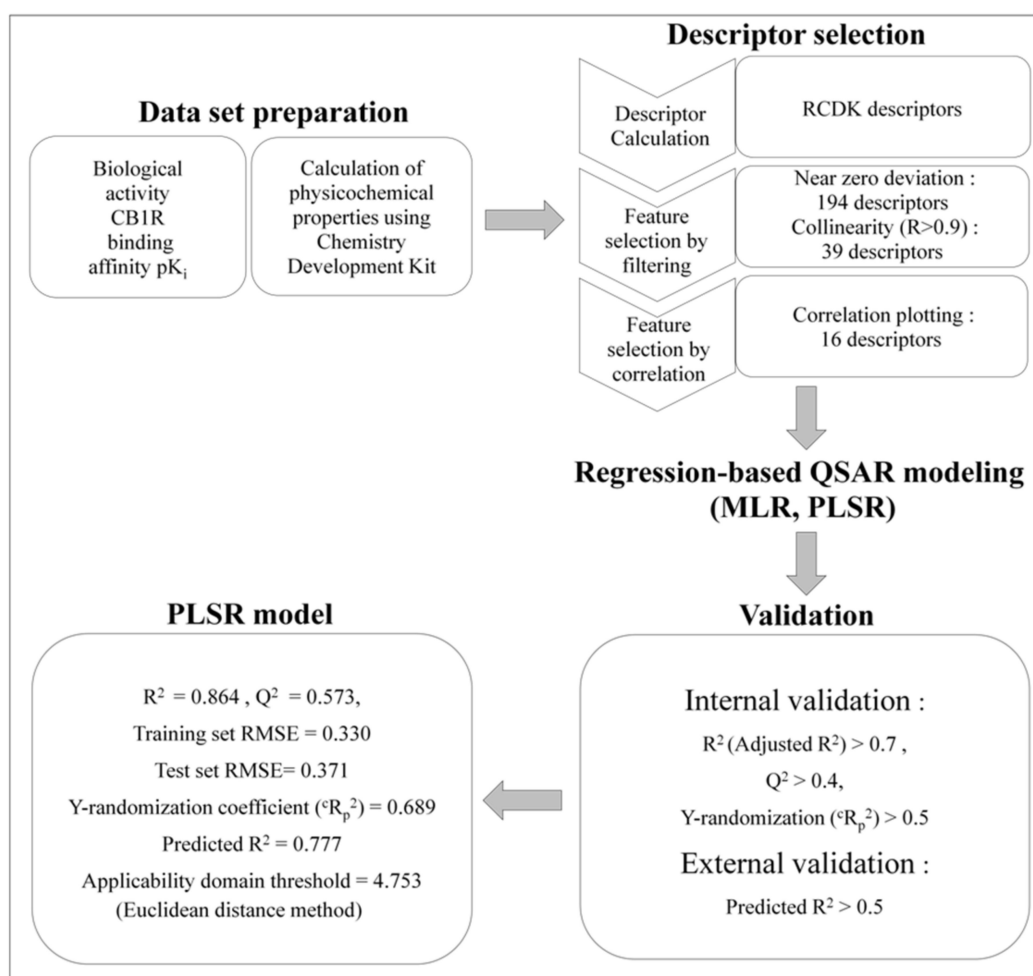 Data set preparation
Biological
activity
CB1R
binding
affinity pKᵢ
Calculation of
physicochemical
properties using
Chemistry
Development Kit
Descriptor selection
Descriptor
Calculation
RCDK descriptors
Feature
selection by
filtering
Near zero deviation :
194 descriptors
Collinearity (R>0.9) :
39 descriptors
Feature
selection by
correlation
Correlation plotting :
16 descriptors
Regression-based QSAR modeling
(MLR, PLSR)
Validation
Internal validation :
R² (Adjusted R²) > 0.7 ,
Q² > 0.4,
Y-randomization (ᶜRₚ²) > 0.5
External validation :
Predicted R² > 0.5
PLSR model
R² = 0.864 , Q² = 0.573,
Training set RMSE = 0.330
Test set RMSE= 0.371
Y-randomization coefficient (ᶜRₚ²) = 0.689
Predicted R² = 0.777
Applicability domain threshold = 4.753
(Euclidean distance method)